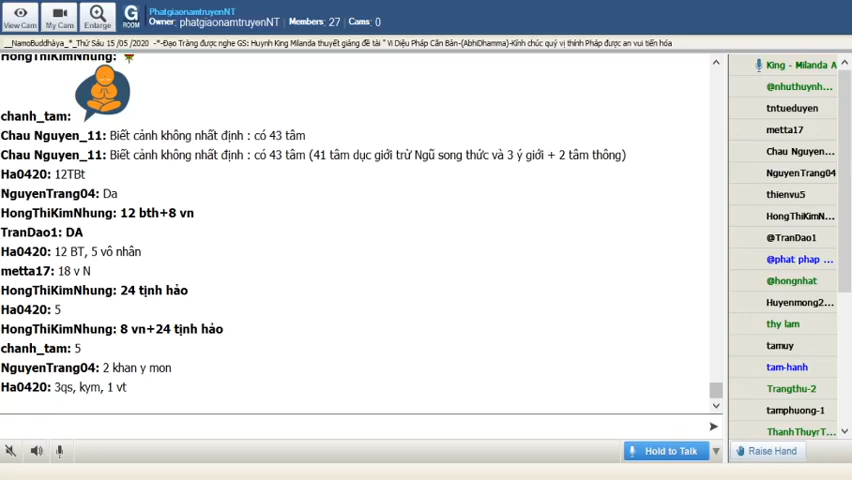 PhatgiaonamtruyenNT
Owner: phatgiaonamtruyenNT Members: 27 Cams: 0
View Cam
My Cam
Enlarge
G
ROOM
__NamoBuddhàya_*_Thứ Sáu 15 /05 /2020 -*-Đạo Tràng được nghe GS: Huynh King Milanda thuyết giảng đề tài " Vi Diệu Pháp Căn Bản-(AbhiDhamma)-Kính chúc quý vị thính Pháp được an vui tiến hóa
HongThiKimNhung:
chanh_tam:
Chau Nguyen_11: Biết cảnh không nhất định : có 43 tâm
Chau Nguyen_11: Biết cảnh không nhất định : có 43 tâm (41 tâm dục giới trừ Ngũ song thức và 3 ý giới + 2 tâm thông)
Ha0420: 12TBt
NguyenTrang04: Da
HongThiKimNhung: 12 bth+8 vn
TranDao1: DA
Ha0420: 12 BT, 5 vô nhân
metta17: 18 v N
HongThiKimNhung: 24 tịnh hảo
Ha0420: 5
HongThiKimNhung: 8 vn+24 tịnh hảo
chanh_tam: 5
NguyenTrang04: 2 khan y mon
Ha0420: 3qs, kym, 1 vt
Hold to Talk
King - Milanda A
@nhuthuynh...
tntueduyen
metta17
Chau Nguyen...
NguyenTrang04
thienvu5
HongThiKimN...
@TranDao1
@phat phap ...
@hongnhat
Huyenmong2...
thy lam
tamuy
tam-hanh
Trangthu-2
tamphuong-1
ThanhThuyrT...
Raise Hand